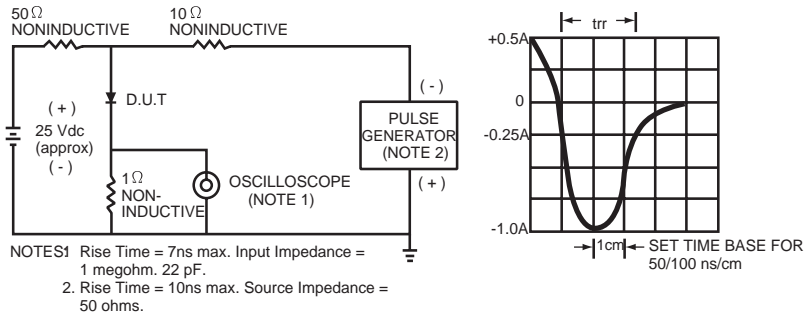 50Ω
NONINDUCTIVE
10Ω
NONINDUCTIVE
( + )
25 Vdc
(approx)
( - )
D.U.T
1Ω
NON-
INDUCTIVE
OSCILLOSCOPE
(NOTE 1)
( - )
PULSE
GENERATOR
(NOTE 2)
( + )
NOTES:1 Rise Time = 7ns max. Input Impedance =
1 megohm. 22 pF.
2. Rise Time = 10ns max. Source Impedance =
50 ohms.
trr
+0.5A
0
-0.25A
-1.0A
1cm
SET TIME BASE FOR
50/100 ns/cm